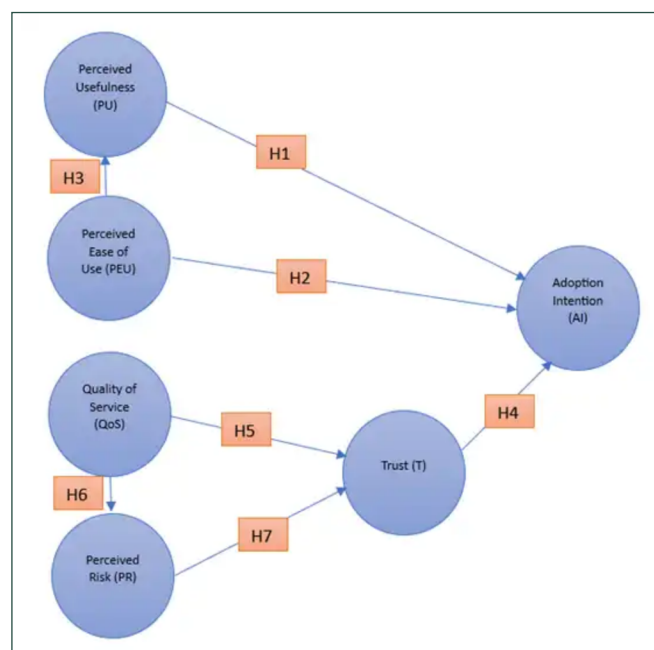 Perceived
Usefulness
(PU)
H1
H3
Perceived
Ease of
Use (PEU)
H2
Adoption
Intention
(AI)
Quality of
Service
(QoS)
H5
H4
Trust (T)
H6
H7
Perceived
Risk (PR)